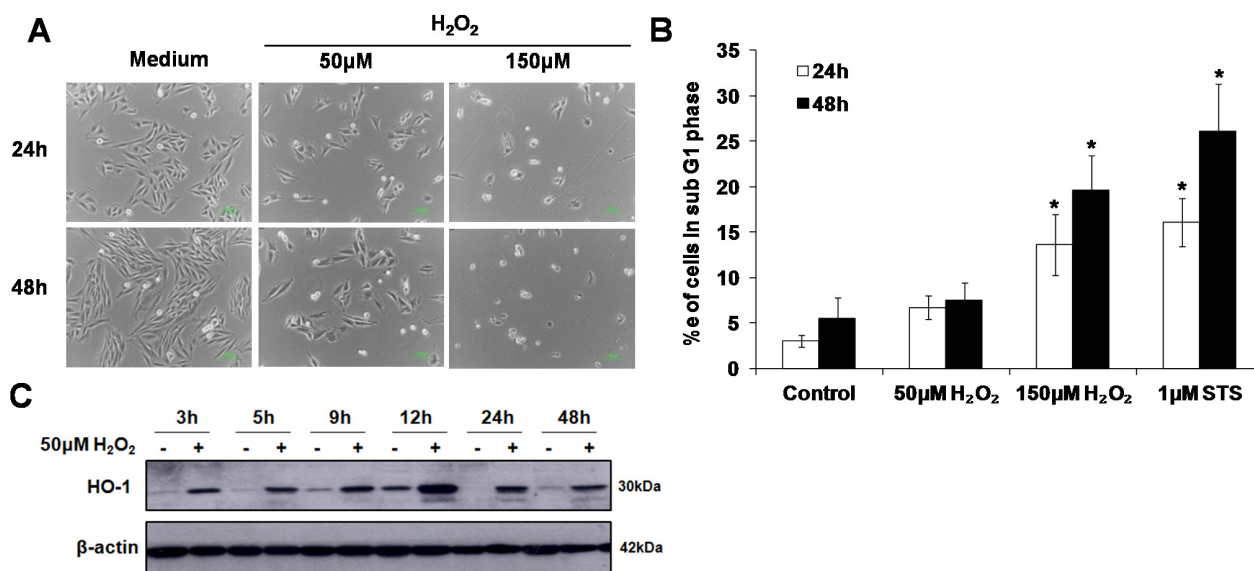 A
H₂O₂
Medium 50µM 150µM
24h
48h
B
35
30
25
20
15
10
5
0
%e of cells in sub G1 phase
24h
48h
* * * *
Control 50µM H₂O₂ 150µM H₂O₂ 1µM STS
C
3h 5h 9h 12h 24h 48h
50µM H₂O₂ - + - + - + - + - + - +
HO-1 30kDa
β-actin 42kDa